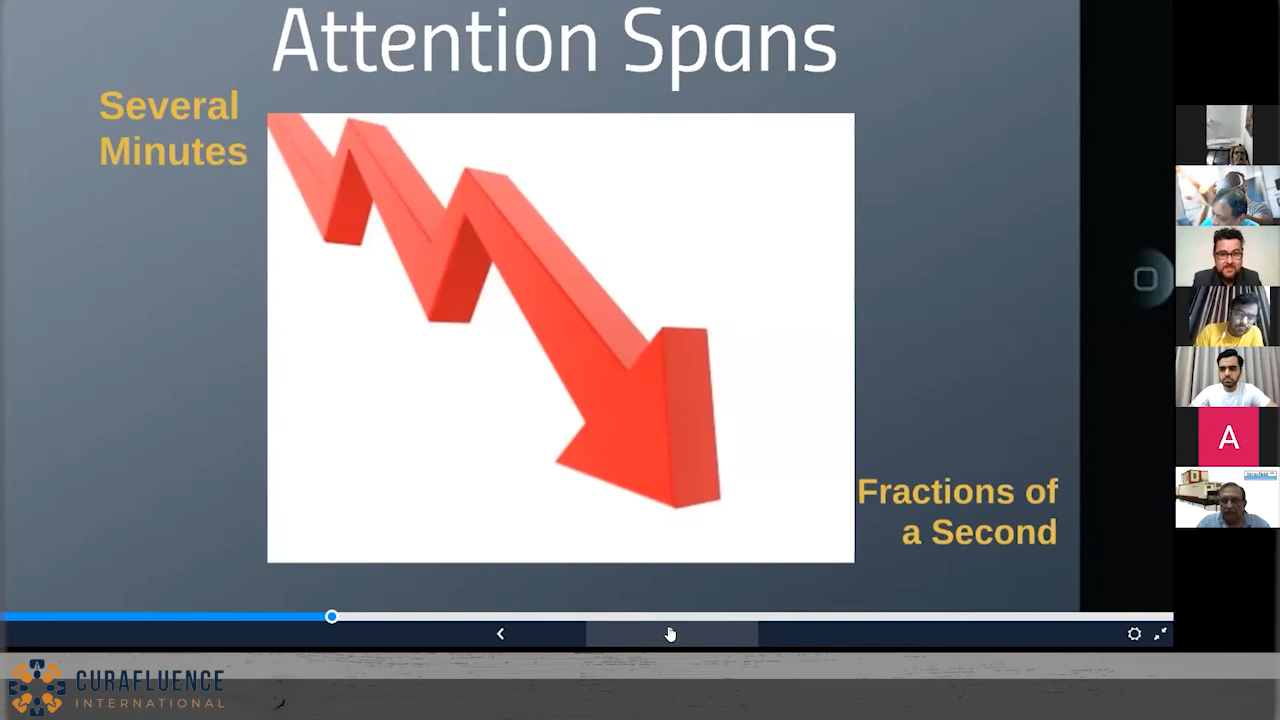 Attention Spans
Several
Minutes
Fractions of
a Second
A
CURAFLUENCE
INTERNATIONAL